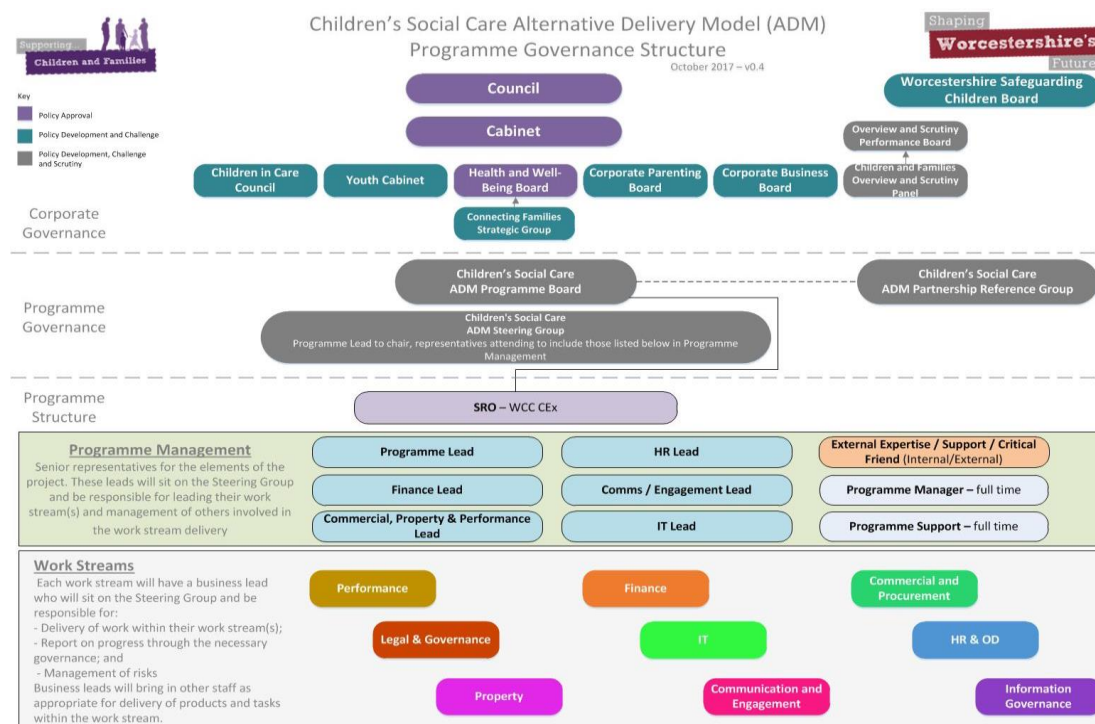 Supporting...
Children and Families
Children's Social Care Alternative Delivery Model (ADM)
Programme Governance Structure
October 2017 – v0.4
Shaping
Worcestershire's
Future
Key
Policy Approval
Policy Development and Challenge
Policy Development, Challenge
and Scrutiny
Council
Cabinet
Worcestershire Safeguarding
Children Board
Overview and Scrutiny
Performance Board
Children in Care
Council
Youth Cabinet
Health and Well-
Being Board
Corporate Parenting
Board
Corporate Business
Board
Children and Families
Overview and Scrutiny
Panel
Connecting Families
Strategic Group
Corporate
Governance
Children's Social Care
ADM Programme Board
Children's Social Care
ADM Partnership Reference Group
Programme
Governance
Children's Social Care
ADM Steering Group
Programme Lead to chair, representatives attending to include those listed below in Programme
Management
Programme
Structure
SRO – WCC CEx
Programme Management
Senior representatives for the elements of the
project. These leads will sit on the Steering Group
and be responsible for leading their work
stream(s) and management of others involved in
the work stream delivery
Programme Lead
HR Lead
External Expertise / Support / Critical
Friend (Internal/External)
Finance Lead
Comms / Engagement Lead
Programme Manager – full time
Commercial, Property & Performance
Lead
IT Lead
Programme Support – full time
Work Streams
Each work stream will have a business lead
who will sit on the Steering Group and be
responsible for:
- Delivery of work within their work stream(s);
- Report on progress through the necessary
governance; and
- Management of risks
Business leads will bring in other staff as
appropriate for delivery of products and tasks
within the work stream.
Performance
Finance
Commercial and
Procurement
Legal & Governance
IT
HR & OD
Property
Communication and
Engagement
Information
Governance